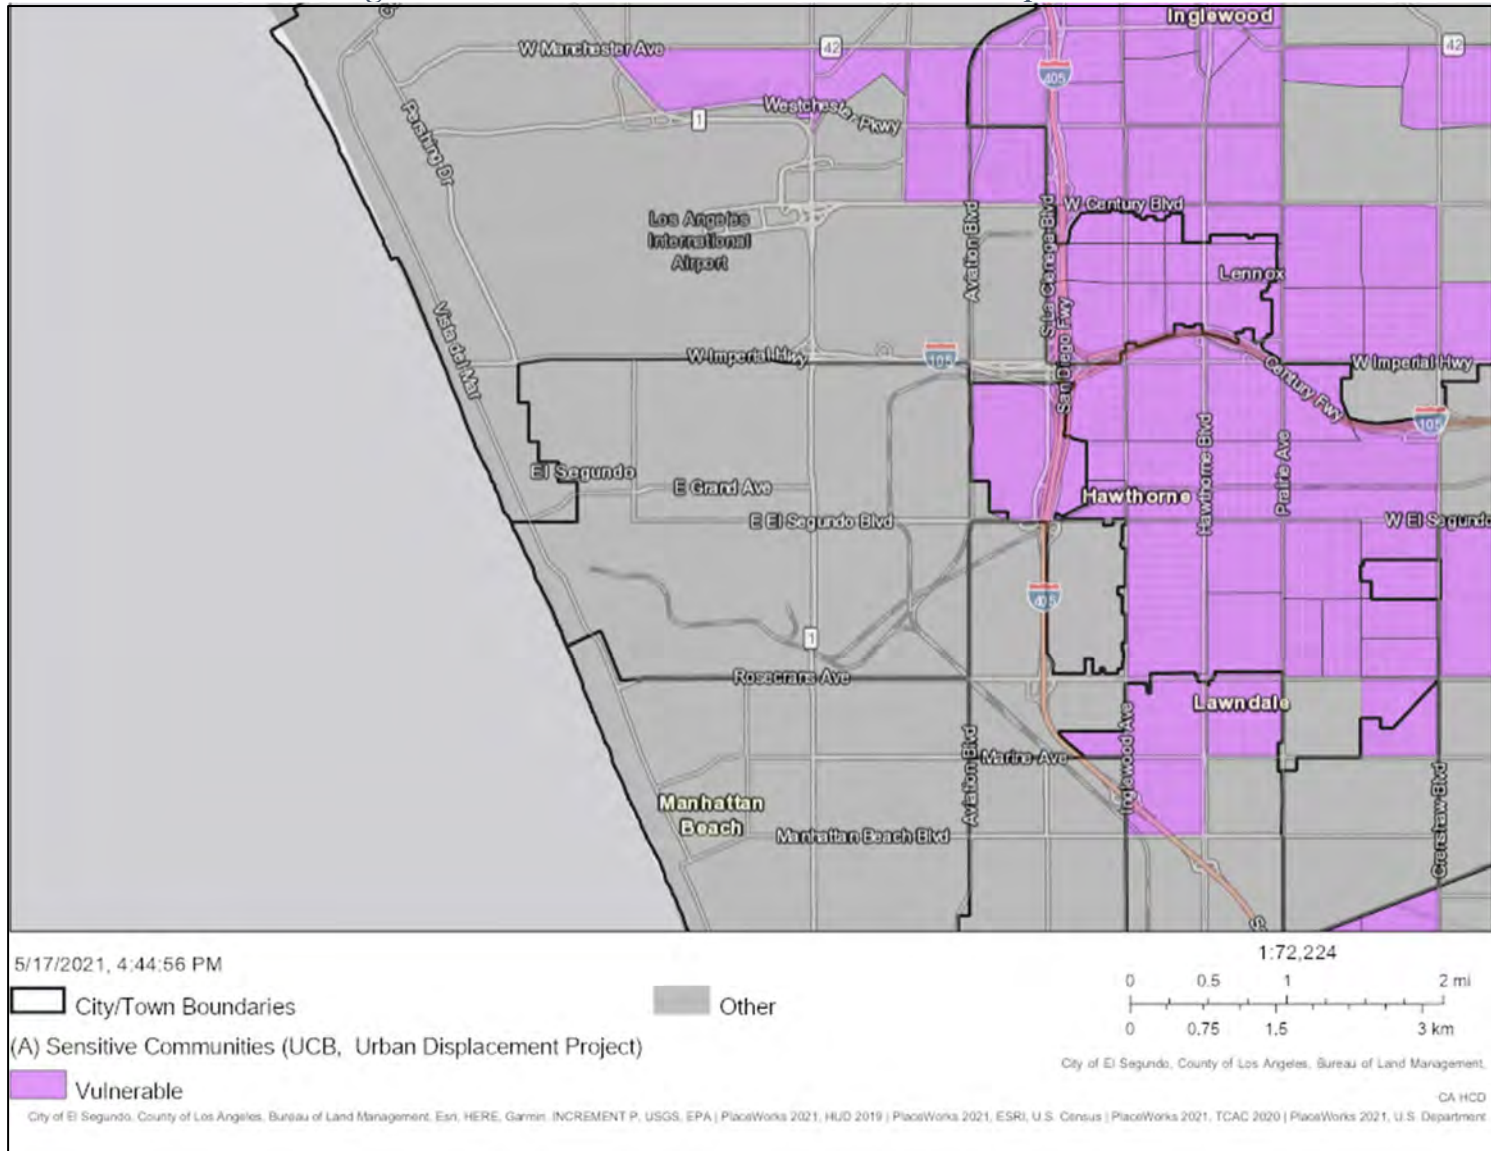 Inglewood
W Manchester Ave
42
42
405
Pershing Dr
1
Westchester Pkwy
W Century Blvd
Los Angeles
International
Airport
Aviation Blvd
S La Cienega Blvd
San Diego Fwy
Lennox
Vista del Mar
W Imperial Hwy
105
W Imperial Hwy
Century Fwy
105
El Segundo
E Grand Ave
Hawthorne
Hawthorne Blvd
Prairie Ave
E El Segundo Blvd
W El Segundo
405
1
Rosecrans Ave
Lawndale
Marine Ave
Aviation Blvd
Inglewood Ave
Manhattan
Beach
Manhattan Beach Blvd
Crenshaw Blvd
5/17/2021, 4:44:56 PM
1:72,224
0 0.5 1 2 mi
0 0.75 1.5 3 km
City/Town Boundaries
Other
(A) Sensitive Communities (UCB, Urban Displacement Project)
Vulnerable
City of El Segundo, County of Los Angeles, Bureau of Land Management,
CA HCD
City of El Segundo, County of Los Angeles, Bureau of Land Management, Esri, HERE, Garmin, INCREMENT P, USGS, EPA | PlaceWorks 2021, HUD 2019 | PlaceWorks 2021, ESRI, U.S. Census | PlaceWorks 2021, TCAC 2020 | PlaceWorks 2021, U.S. Department